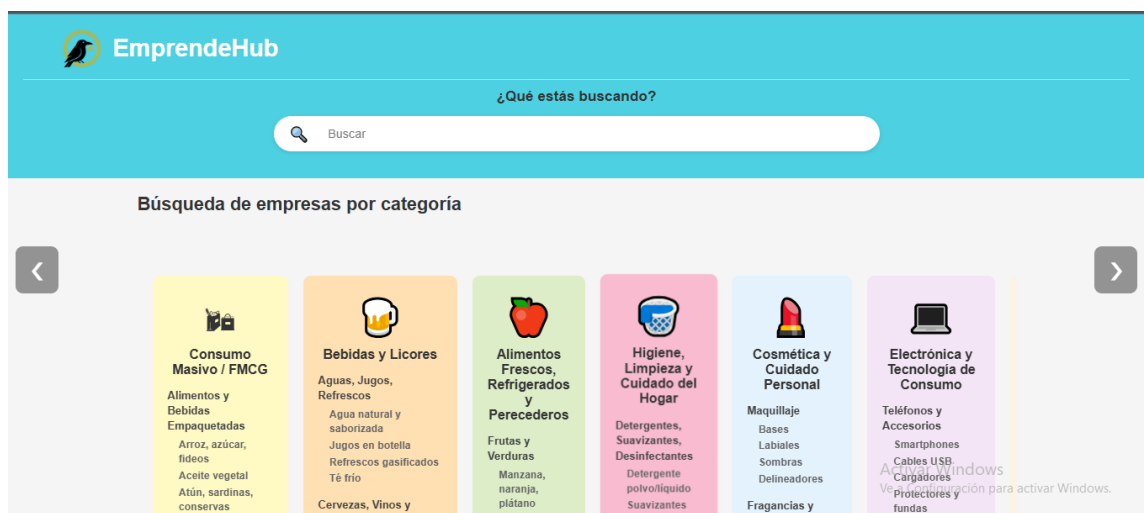 EmprendeHub
¿Qué estás buscando?
Buscar
Búsqueda de empresas por categoría
Consumo
Masivo / FMCG
Alimentos y
Bebidas
Empaquetadas
Arroz, azúcar,
fideos
Aceite vegetal
Atún, sardinas,
conservas
Bebidas y Licores
Aguas, Jugos,
Refrescos
Agua natural y
saborizada
Jugos en botella
Refrescos gasificados
Té frío
Cervezas, Vinos y
Alimentos
Frescos,
Refrigerados
y
Perecederos
Frutas y
Verduras
Manzana,
naranja,
plátano
Higiene,
Limpieza y
Cuidado del
Hogar
Detergentes,
Suavizantes,
Desinfectantes
Detergente
polvo/líquido
Suavizantes
Cosmética y
Cuidado
Personal
Maquillaje
Bases
Labiales
Sombras
Delineadores
Fragancias y
Electrónica y
Tecnología de
Consumo
Teléfonos y
Accesorios
Smartphones
Cables USB
Cargadores
Protectores y
fundas
Activar Windows
Ve a Configuración para activar Windows.